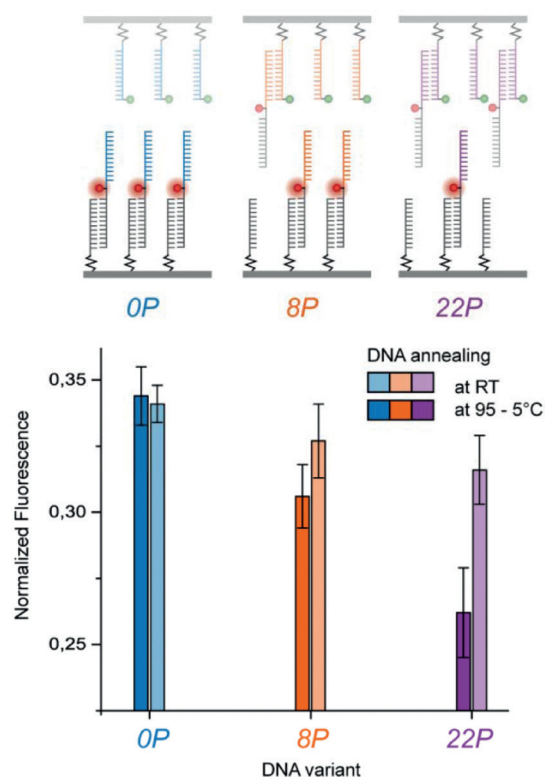 0P 8P 22P
DNA annealing
at RT
at 95 - 5°C
0,35
0,30
0,25
Normalized Fluorescence
0P 8P 22P
DNA variant